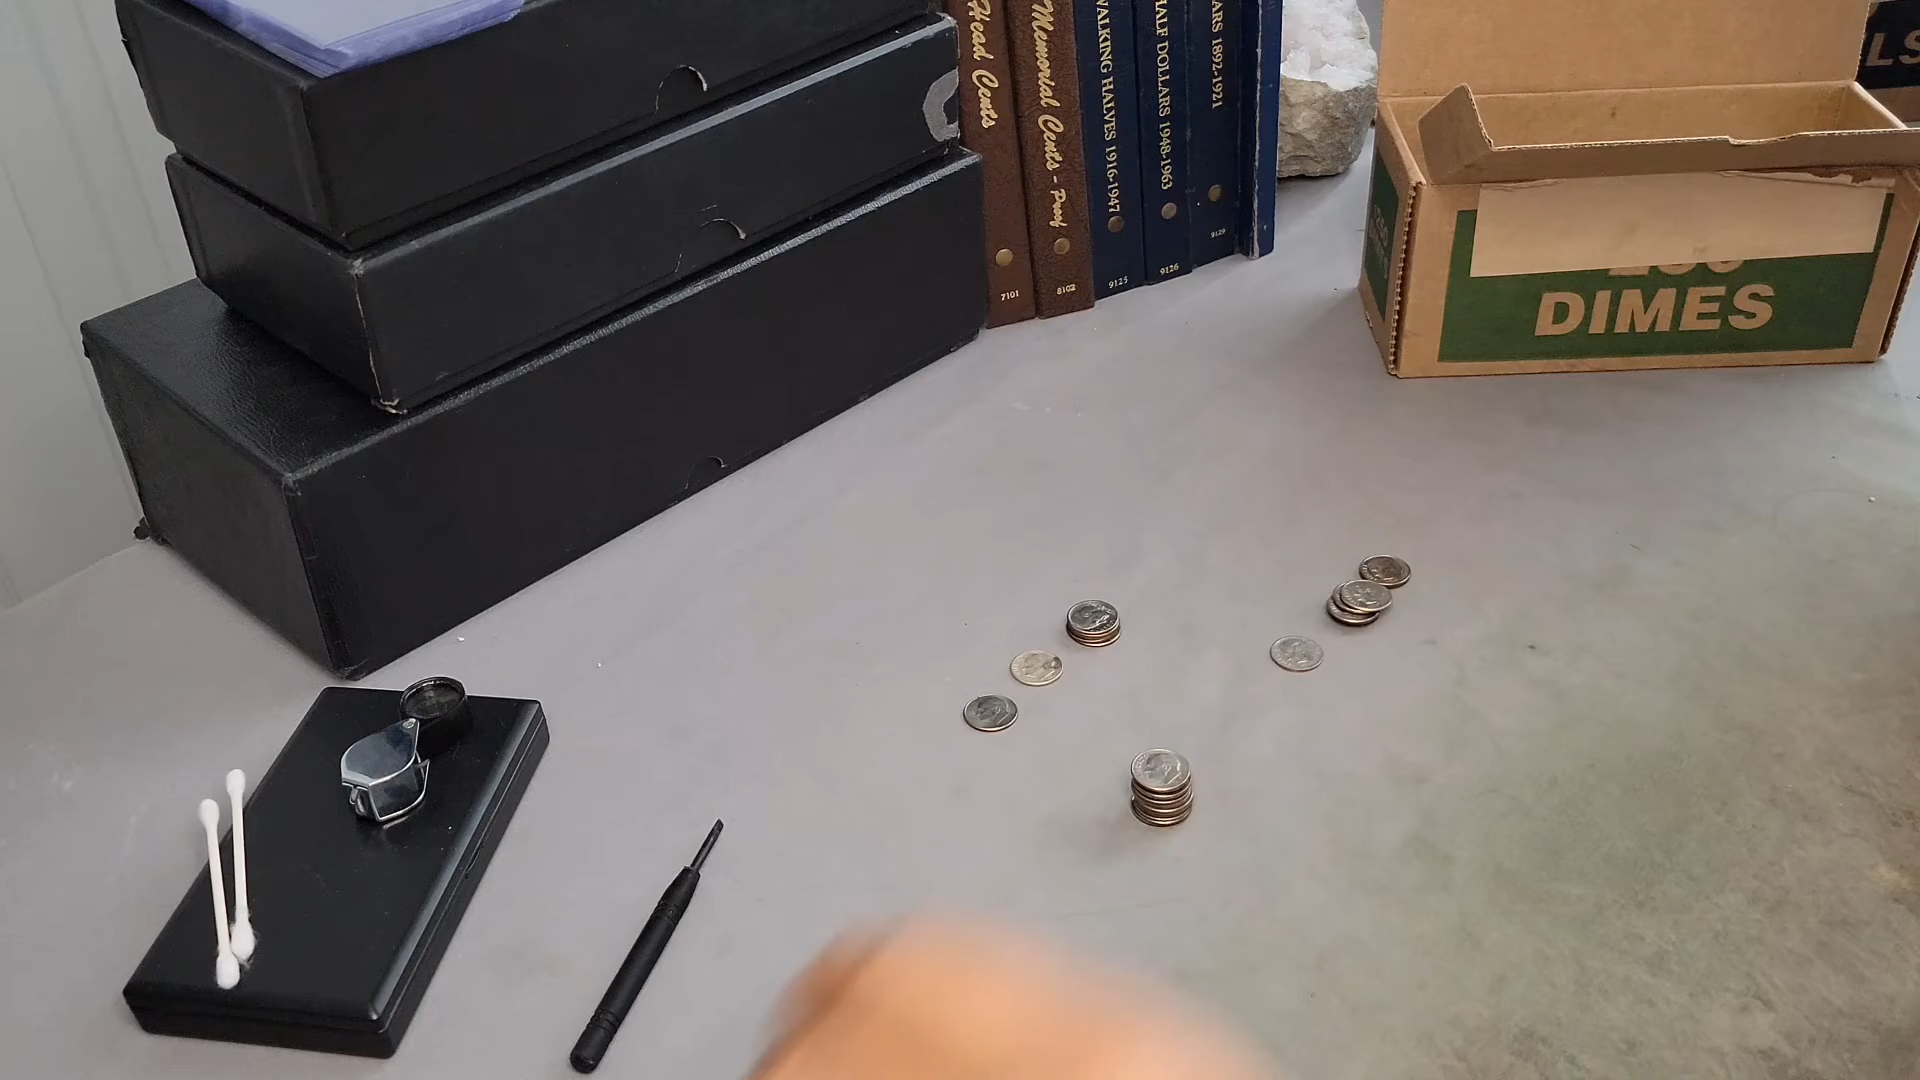 Head Cents
7101
Memorial Cents - Proof
8102
WALKING HALVES 1916-1947
9125
HALF DOLLARS 1948-1963
9126
ARS 1892-1921
9129
DIMES
LS